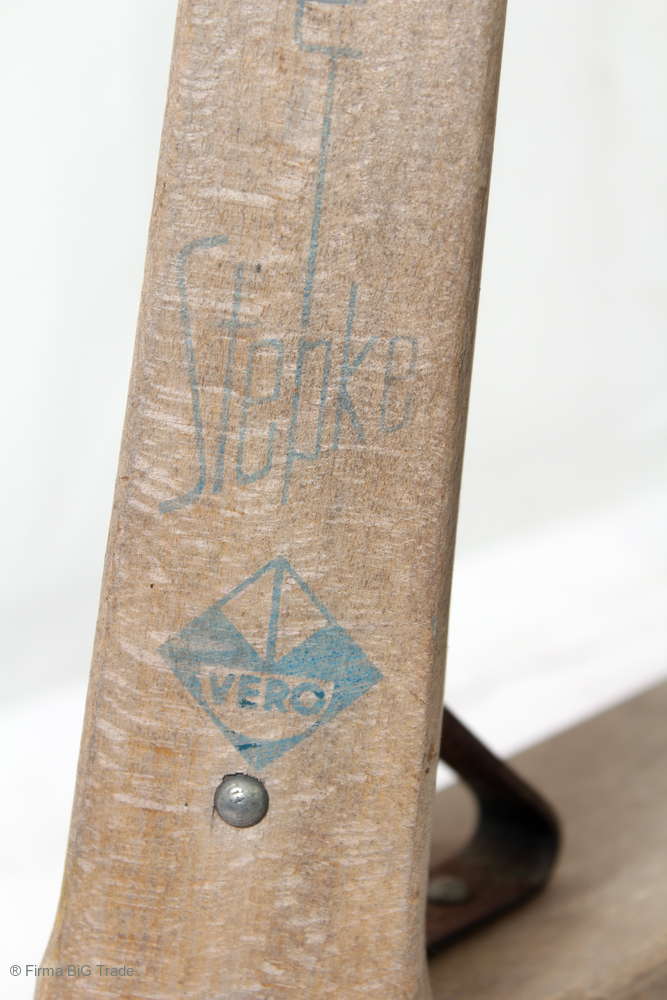 Stepke
VERO
® Firma BiG Trade